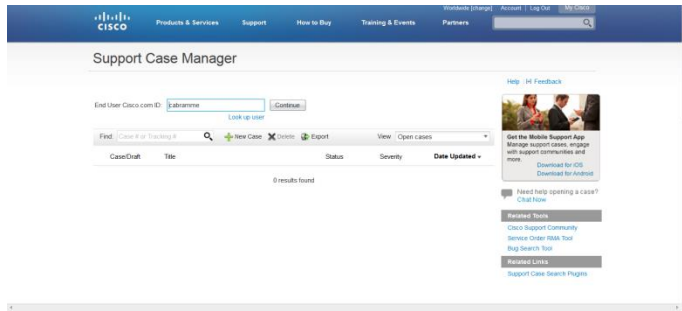 Worldwide [change] Account | Log Out My Cisco
CISCO
Products & Services Support How to Buy Training & Events Partners
Support Case Manager
Help Feedback
End User Cisco.com ID: cabramme Continue
Look up user
Find: Case # or Tracking # New Case Delete Export View Open cases
Case/Draft Title Status Severity Date Updated
0 results found
Get the Mobile Support App
Manage support cases, engage
with support communities and
more.
Download for iOS
Download for Android
Need help opening a case?
Chat Now
Related Tools
Cisco Support Community
Service Order RMA Tool
Bug Search Tool
Related Links
Support Case Search Plugins